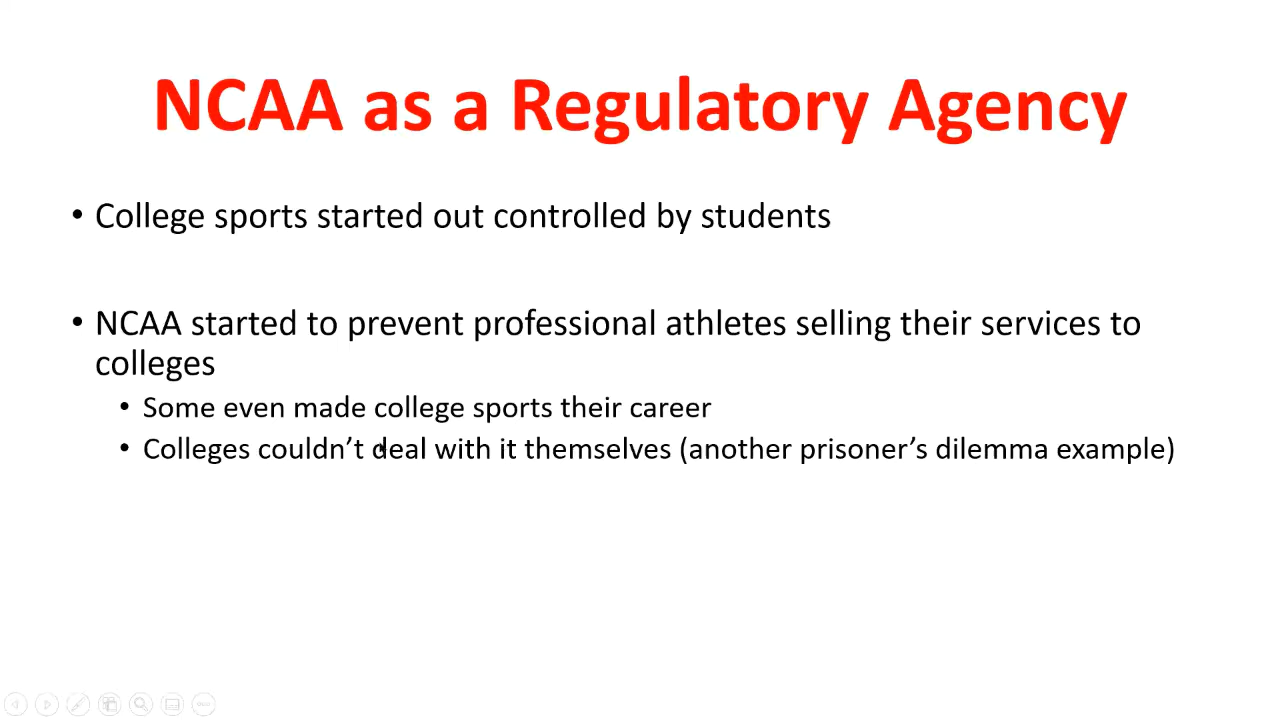 NCAA as a Regulatory Agency
• College sports started out controlled by students
• NCAA started to prevent professional athletes selling their services to
colleges
• Some even made college sports their career
• Colleges couldn’t deal with it themselves (another prisoner’s dilemma example)